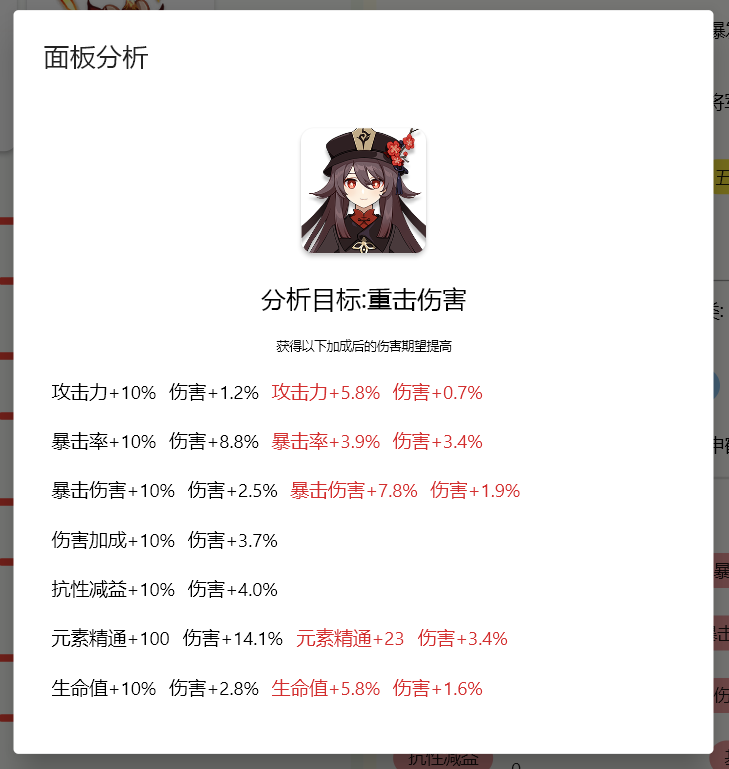 面板分析
分析目标:重击伤害
获得以下加成后的伤害期望提高
攻击力+10% 伤害+1.2% 攻击力+5.8% 伤害+0.7%
暴击率+10% 伤害+8.8% 暴击率+3.9% 伤害+3.4%
暴击伤害+10% 伤害+2.5% 暴击伤害+7.8% 伤害+1.9%
伤害加成+10% 伤害+3.7%
抗性减益+10% 伤害+4.0%
元素精通+100 伤害+14.1% 元素精通+23 伤害+3.4%
生命值+10% 伤害+2.8% 生命值+5.8% 伤害+1.6%
抗性减益
五